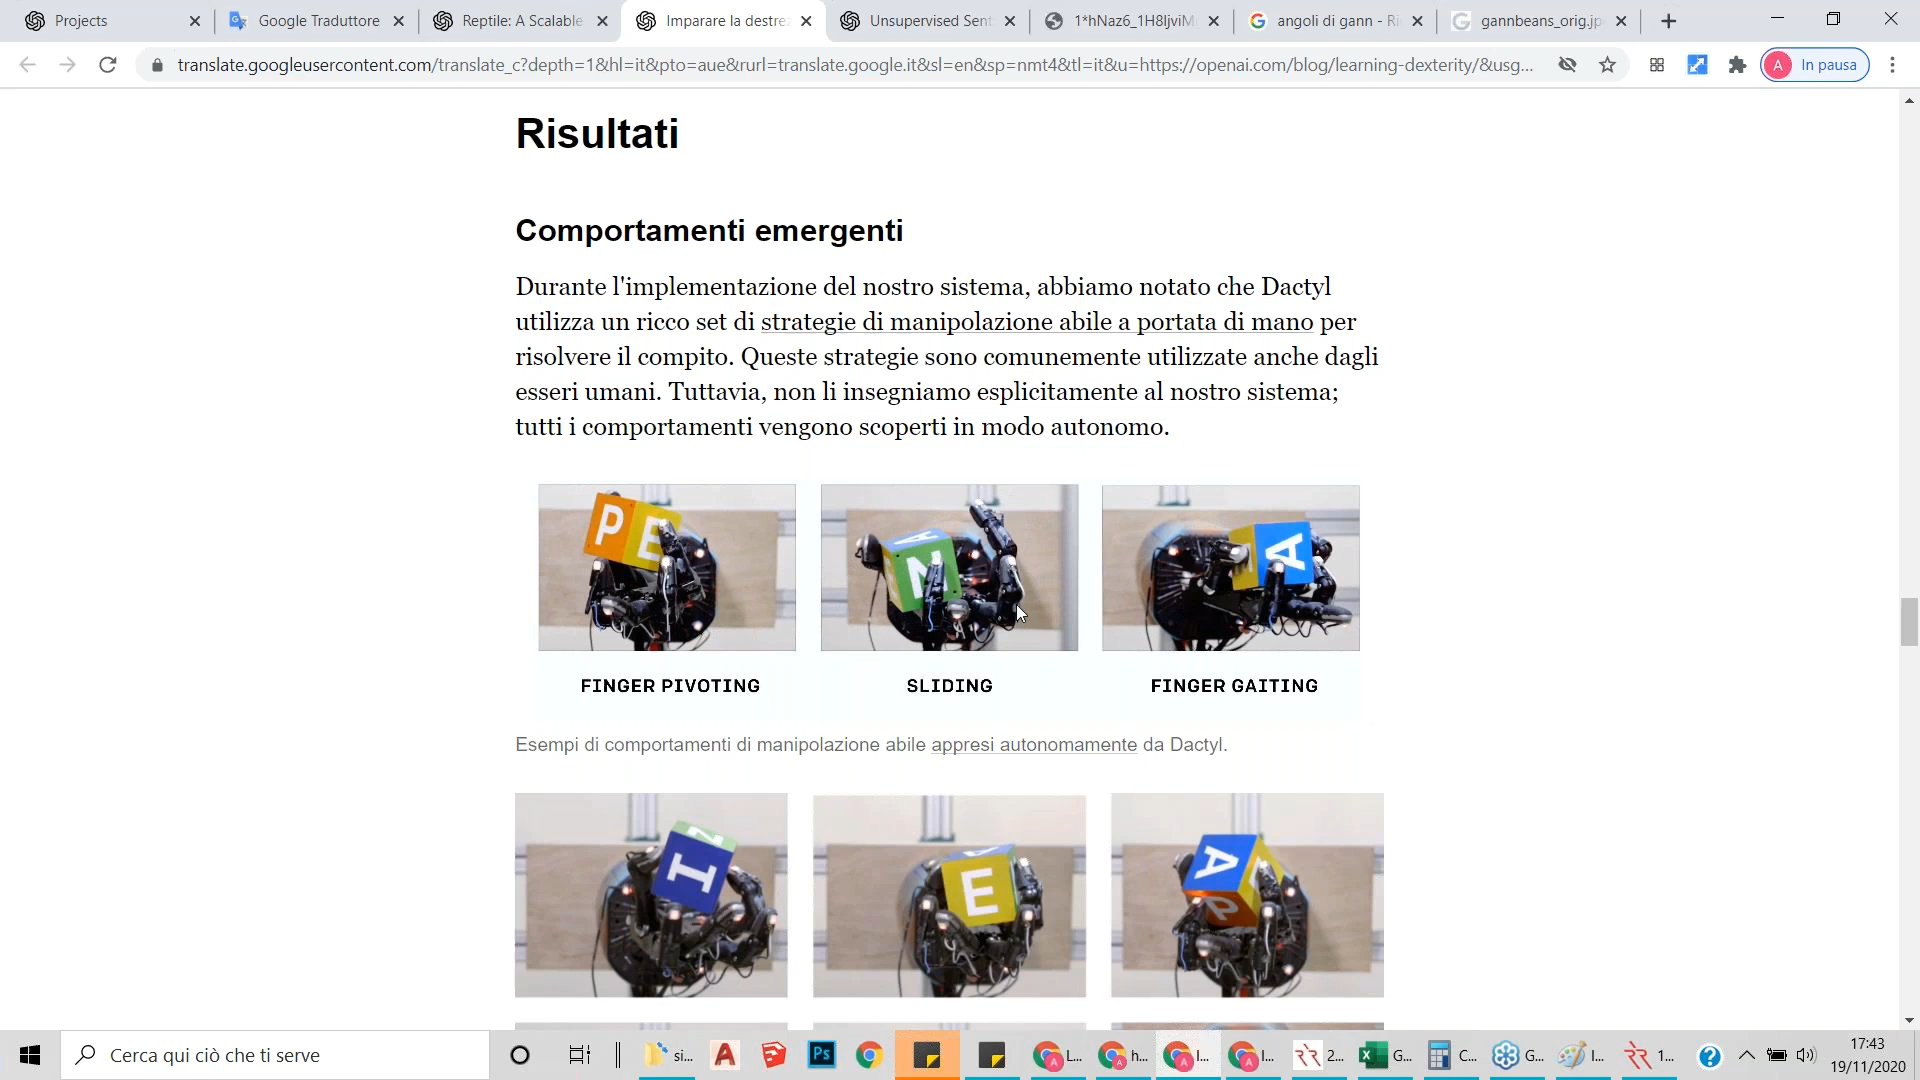 Projects
Google Traduttore
Reptile: A Scalable
Imparare la destre
Unsupervised Sent
1*hNaz6_1H8ljviM
angoli di gann - Ri
gannbeans_orig.jp
translate.googleusercontent.com/translate_c?depth=1&hl=it&pto=aue&rurl=translate.google.it&sl=en&sp=nmt4&tl=it&u=https://openai.com/blog/learning-dexterity/&usg...
A In pausa
Risultati
Comportamenti emergenti
Durante l'implementazione del nostro sistema, abbiamo notato che Dactyl
utilizza un ricco set di strategie di manipolazione abile a portata di mano per
risolvere il compito. Queste strategie sono comunemente utilizzate anche dagli
esseri umani. Tuttavia, non li insegniamo esplicitamente al nostro sistema;
tutti i comportamenti vengono scoperti in modo autonomo.
P E
A N
A
FINGER PIVOTING
SLIDING
FINGER GAITING
Esempi di comportamenti di manipolazione abile appresi autonomamente da Dactyl.
N I
E
A P
Cerca qui ciò che ti serve
si...
A
Ps
L...
h...
I...
I...
2...
G...
C...
G...
I...
1...
17:43
19/11/2020